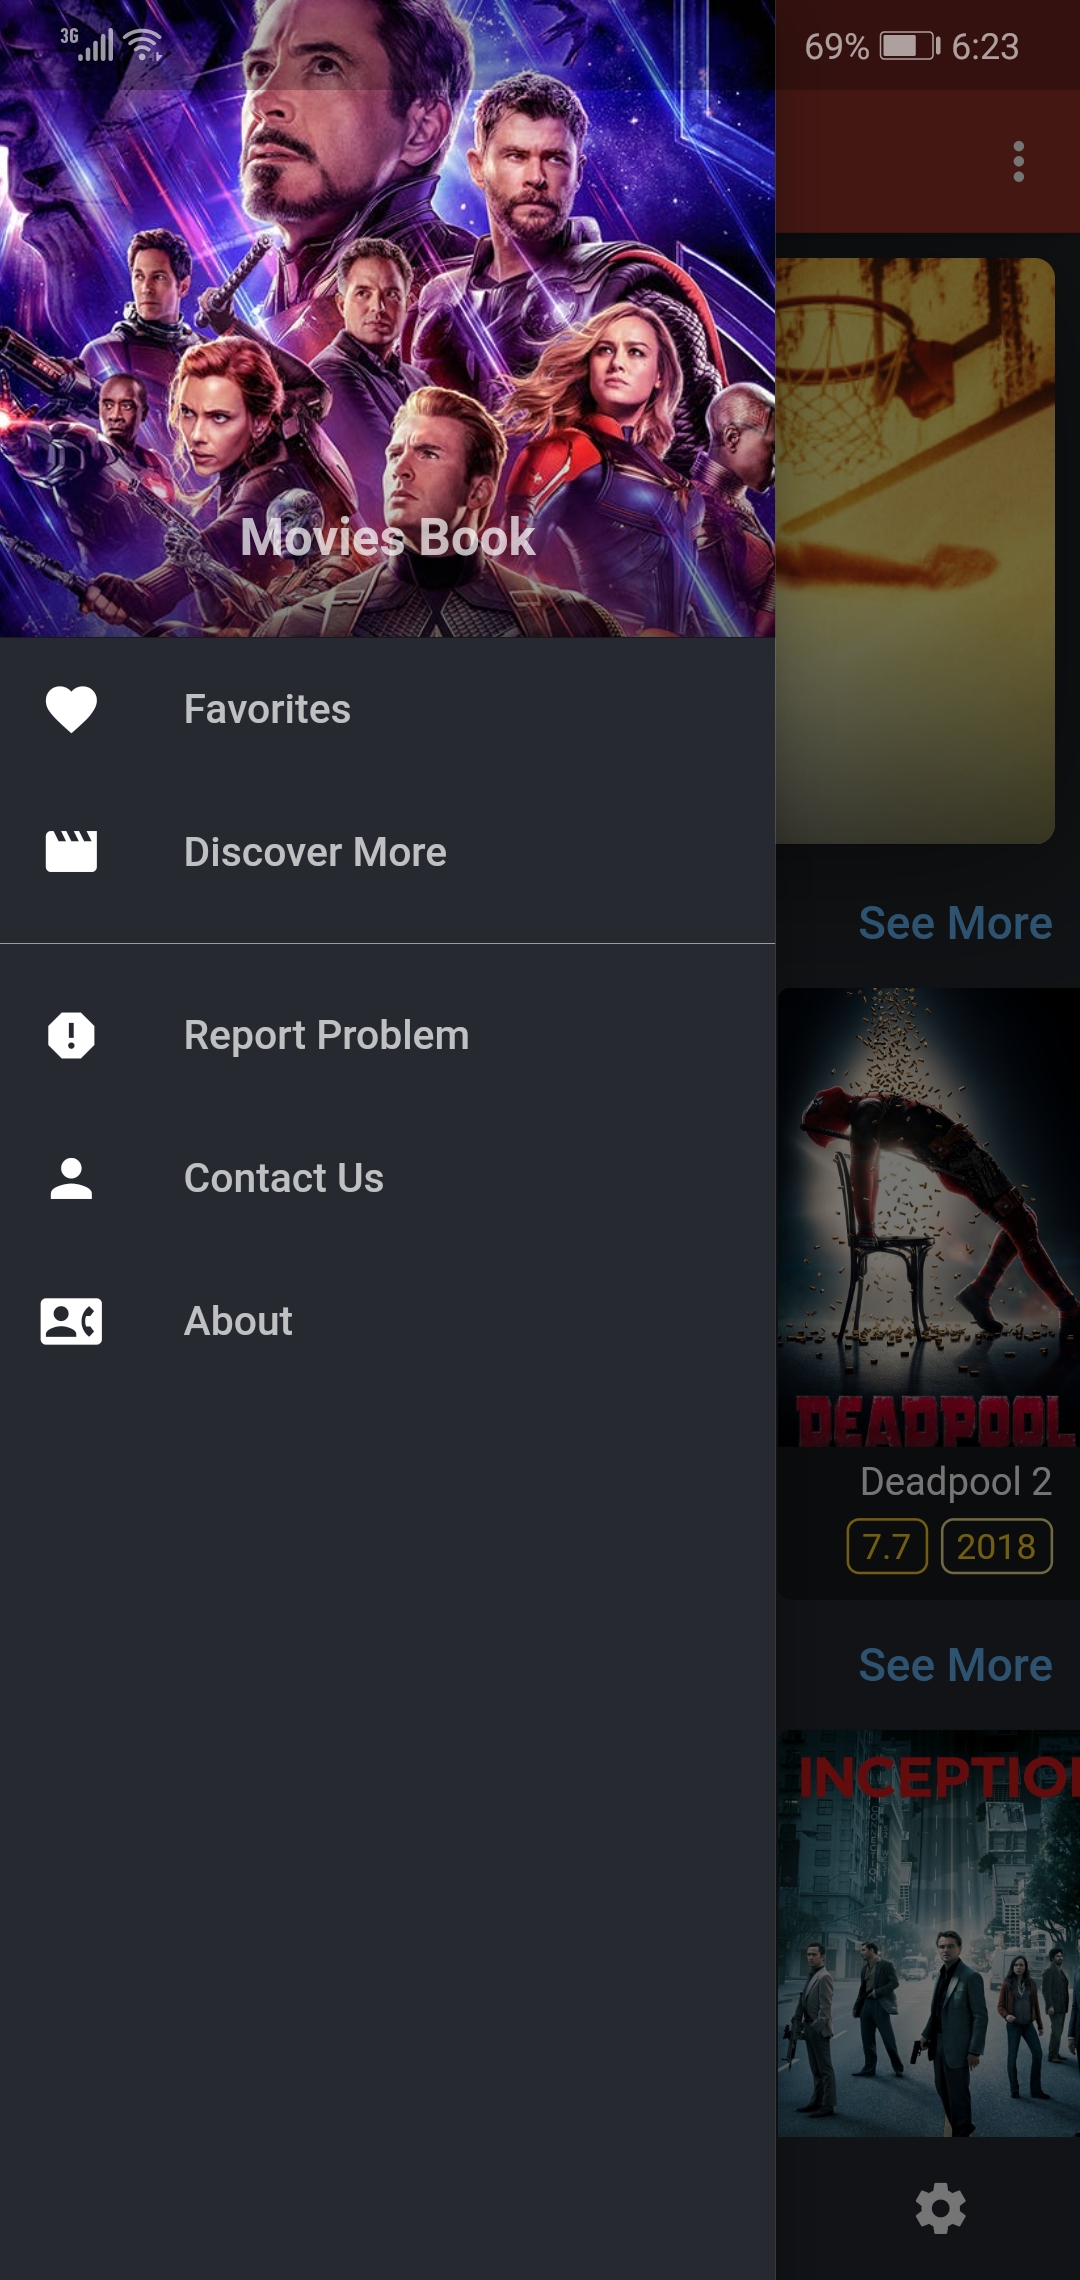 3G
69%
6:23
Movies Book
Favorites
Discover More
See More
Report Problem
Contact Us
About
DEADPOOL
Deadpool 2
7.7
2018
See More
INCEPTIO